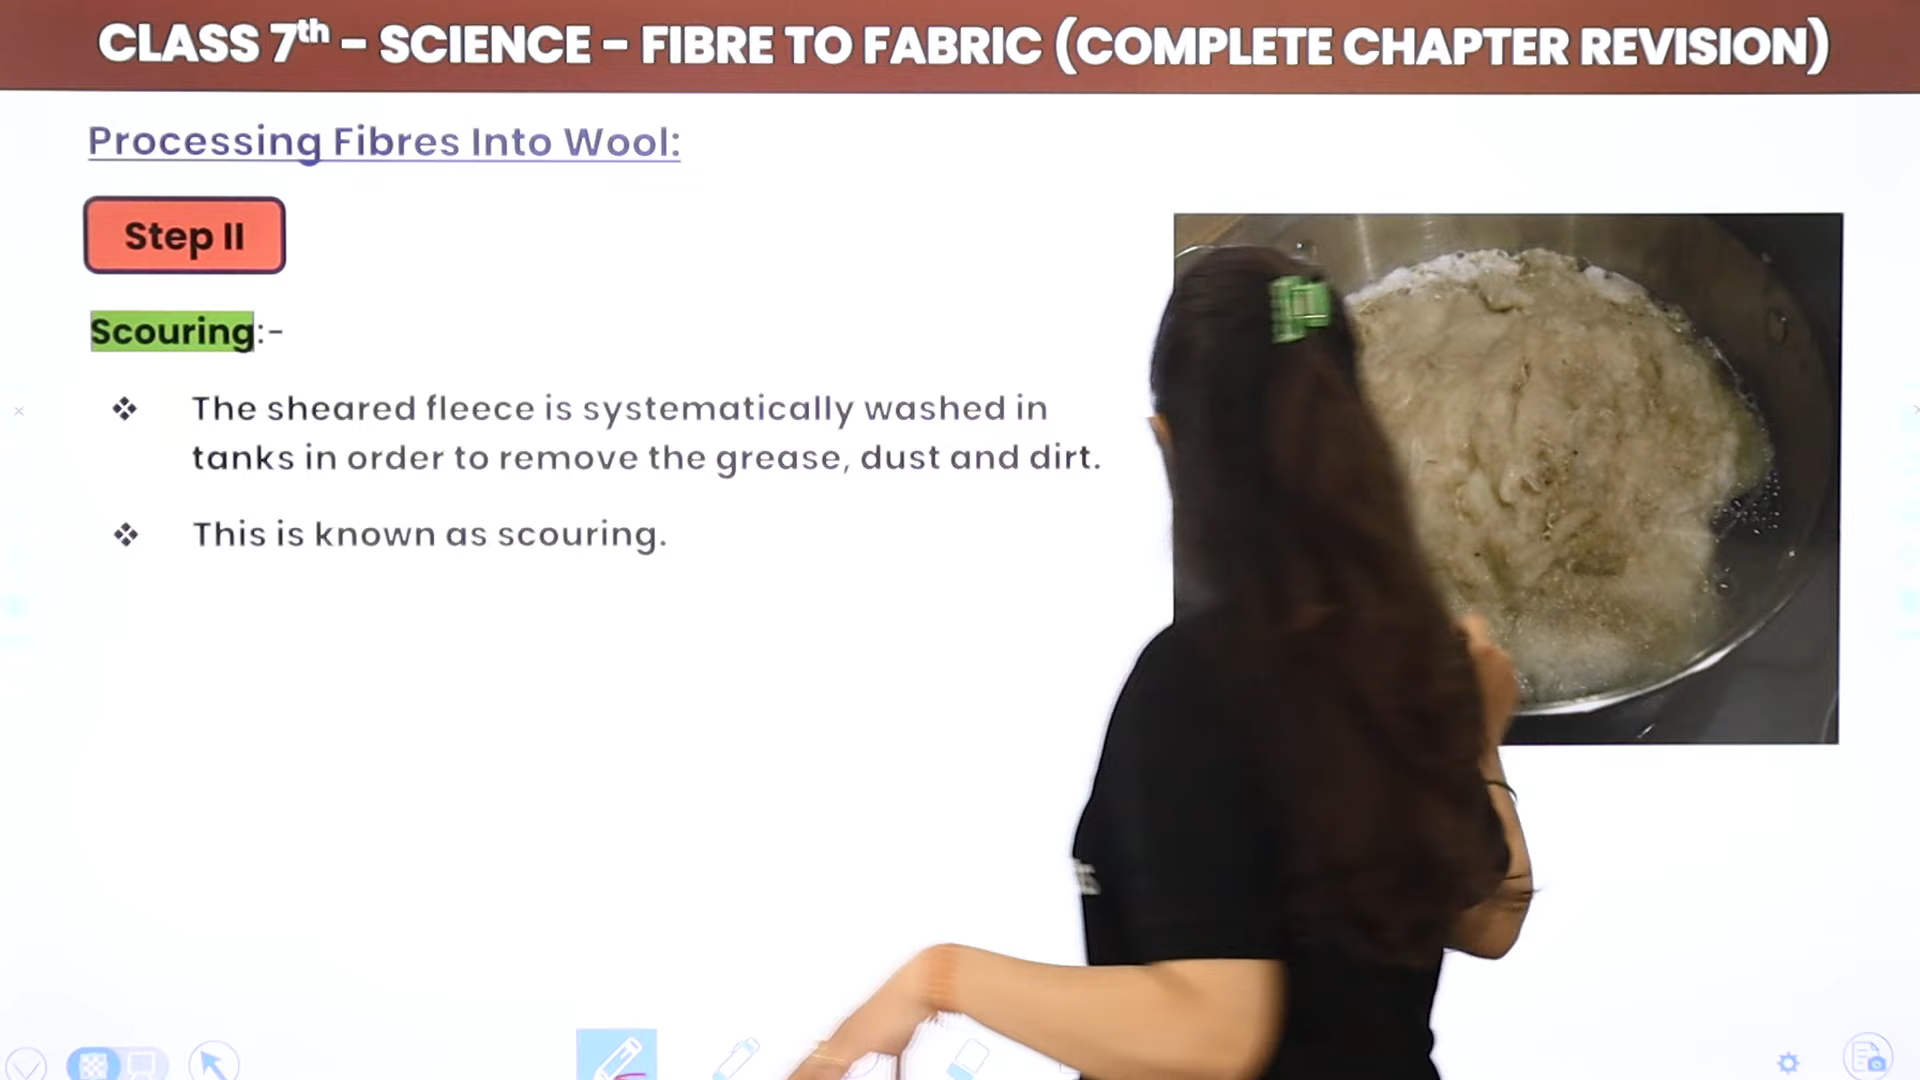 CLASS 7th - SCIENCE - FIBRE TO FABRIC (COMPLETE CHAPTER REVISION)
Processing Fibres Into Wool:
Step II
Scouring:-
❖ The sheared fleece is systematically washed in
tanks in order to remove the grease, dust and dirt.
❖ This is known as scouring.